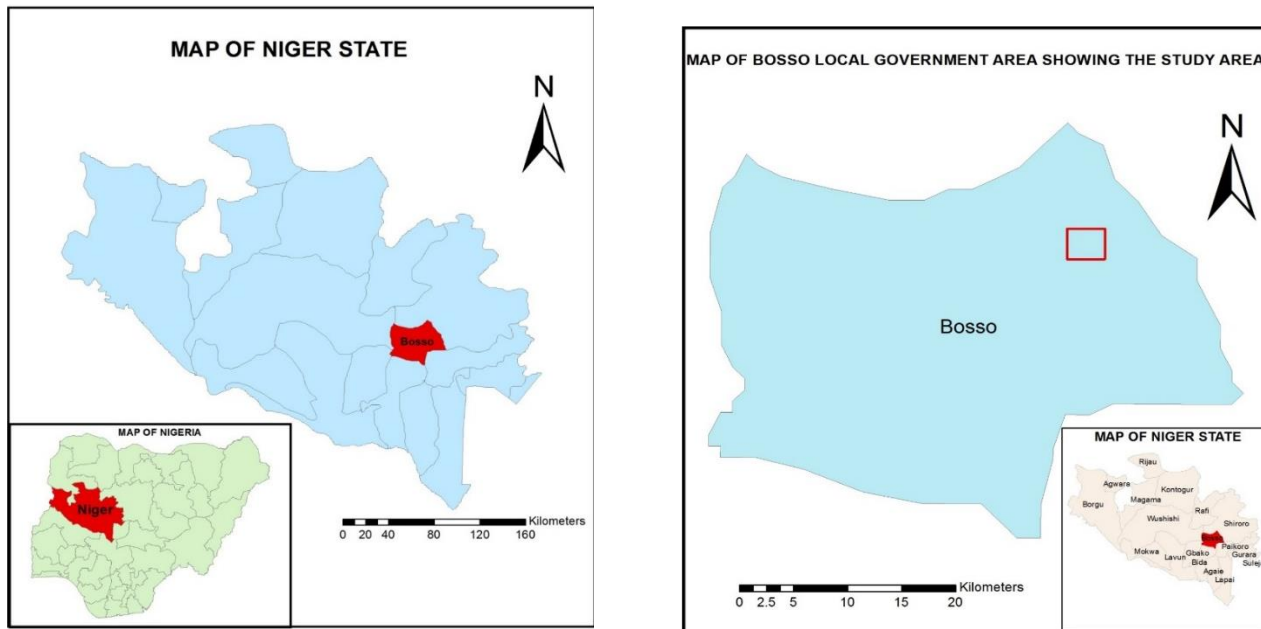 MAP OF NIGER STATE
N
Bosso
MAP OF NIGERIA
Niger
Kilometers
0 20 40 80 120 160
MAP OF BOSSO LOCAL GOVERNMENT AREA SHOWING THE STUDY AREA
N
Bosso
MAP OF NIGER STATE
Rijau
Agwara
Kontogur
Magama
Borgu
Rafi
Wushishi
Shiroro
Mokwa
Lavun
Gbako
Paikoro
Bida
Gurara
Agaie
Lapai
Kilometers
0 2.5 5 10 15 20